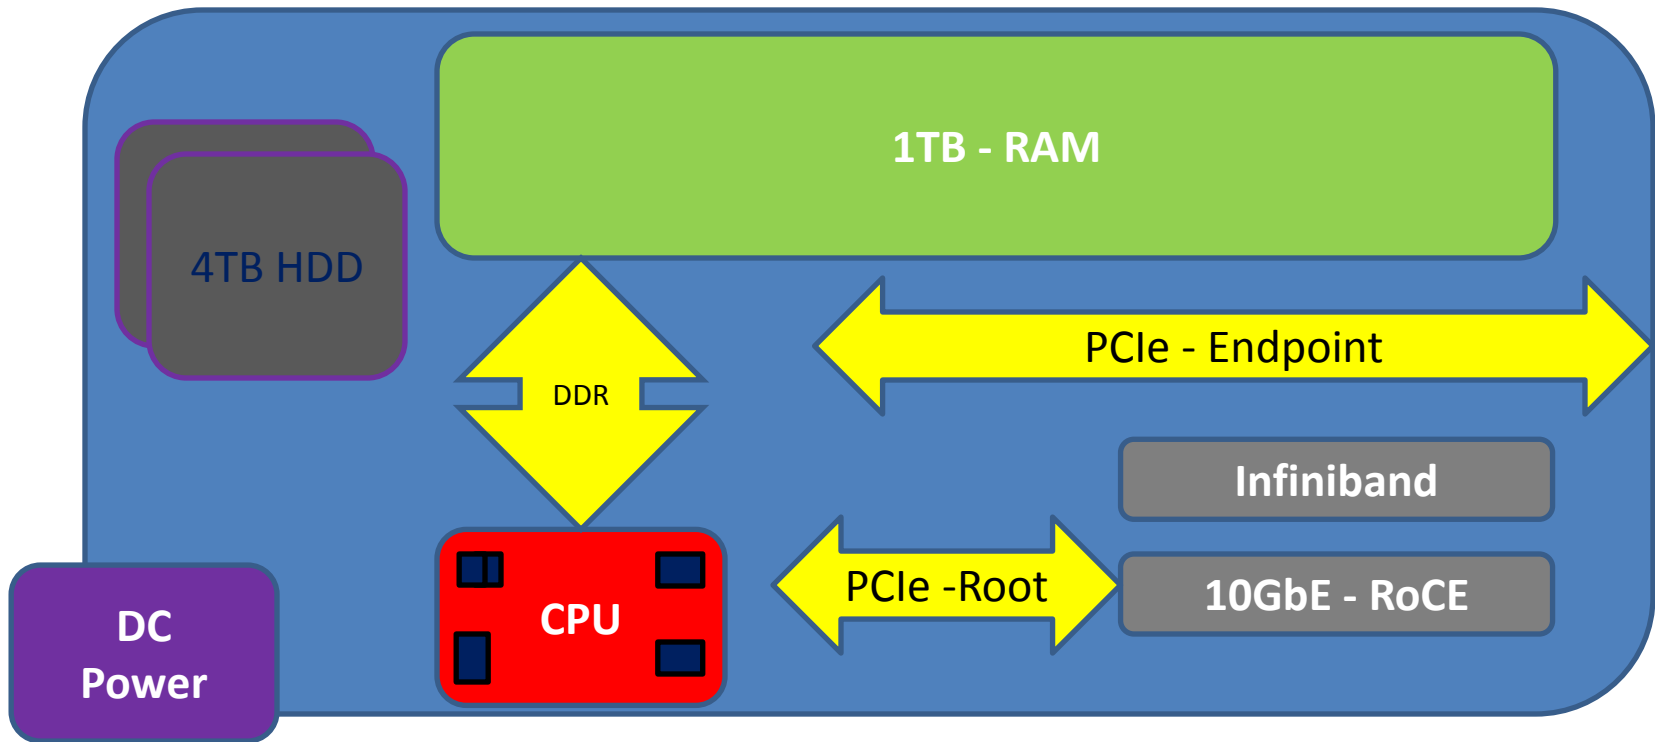 1TB - RAM
4TB HDD
PCIe - Endpoint
DDR
Infiniband
PCIe -Root
10GbE - RoCE
CPU
DC
Power